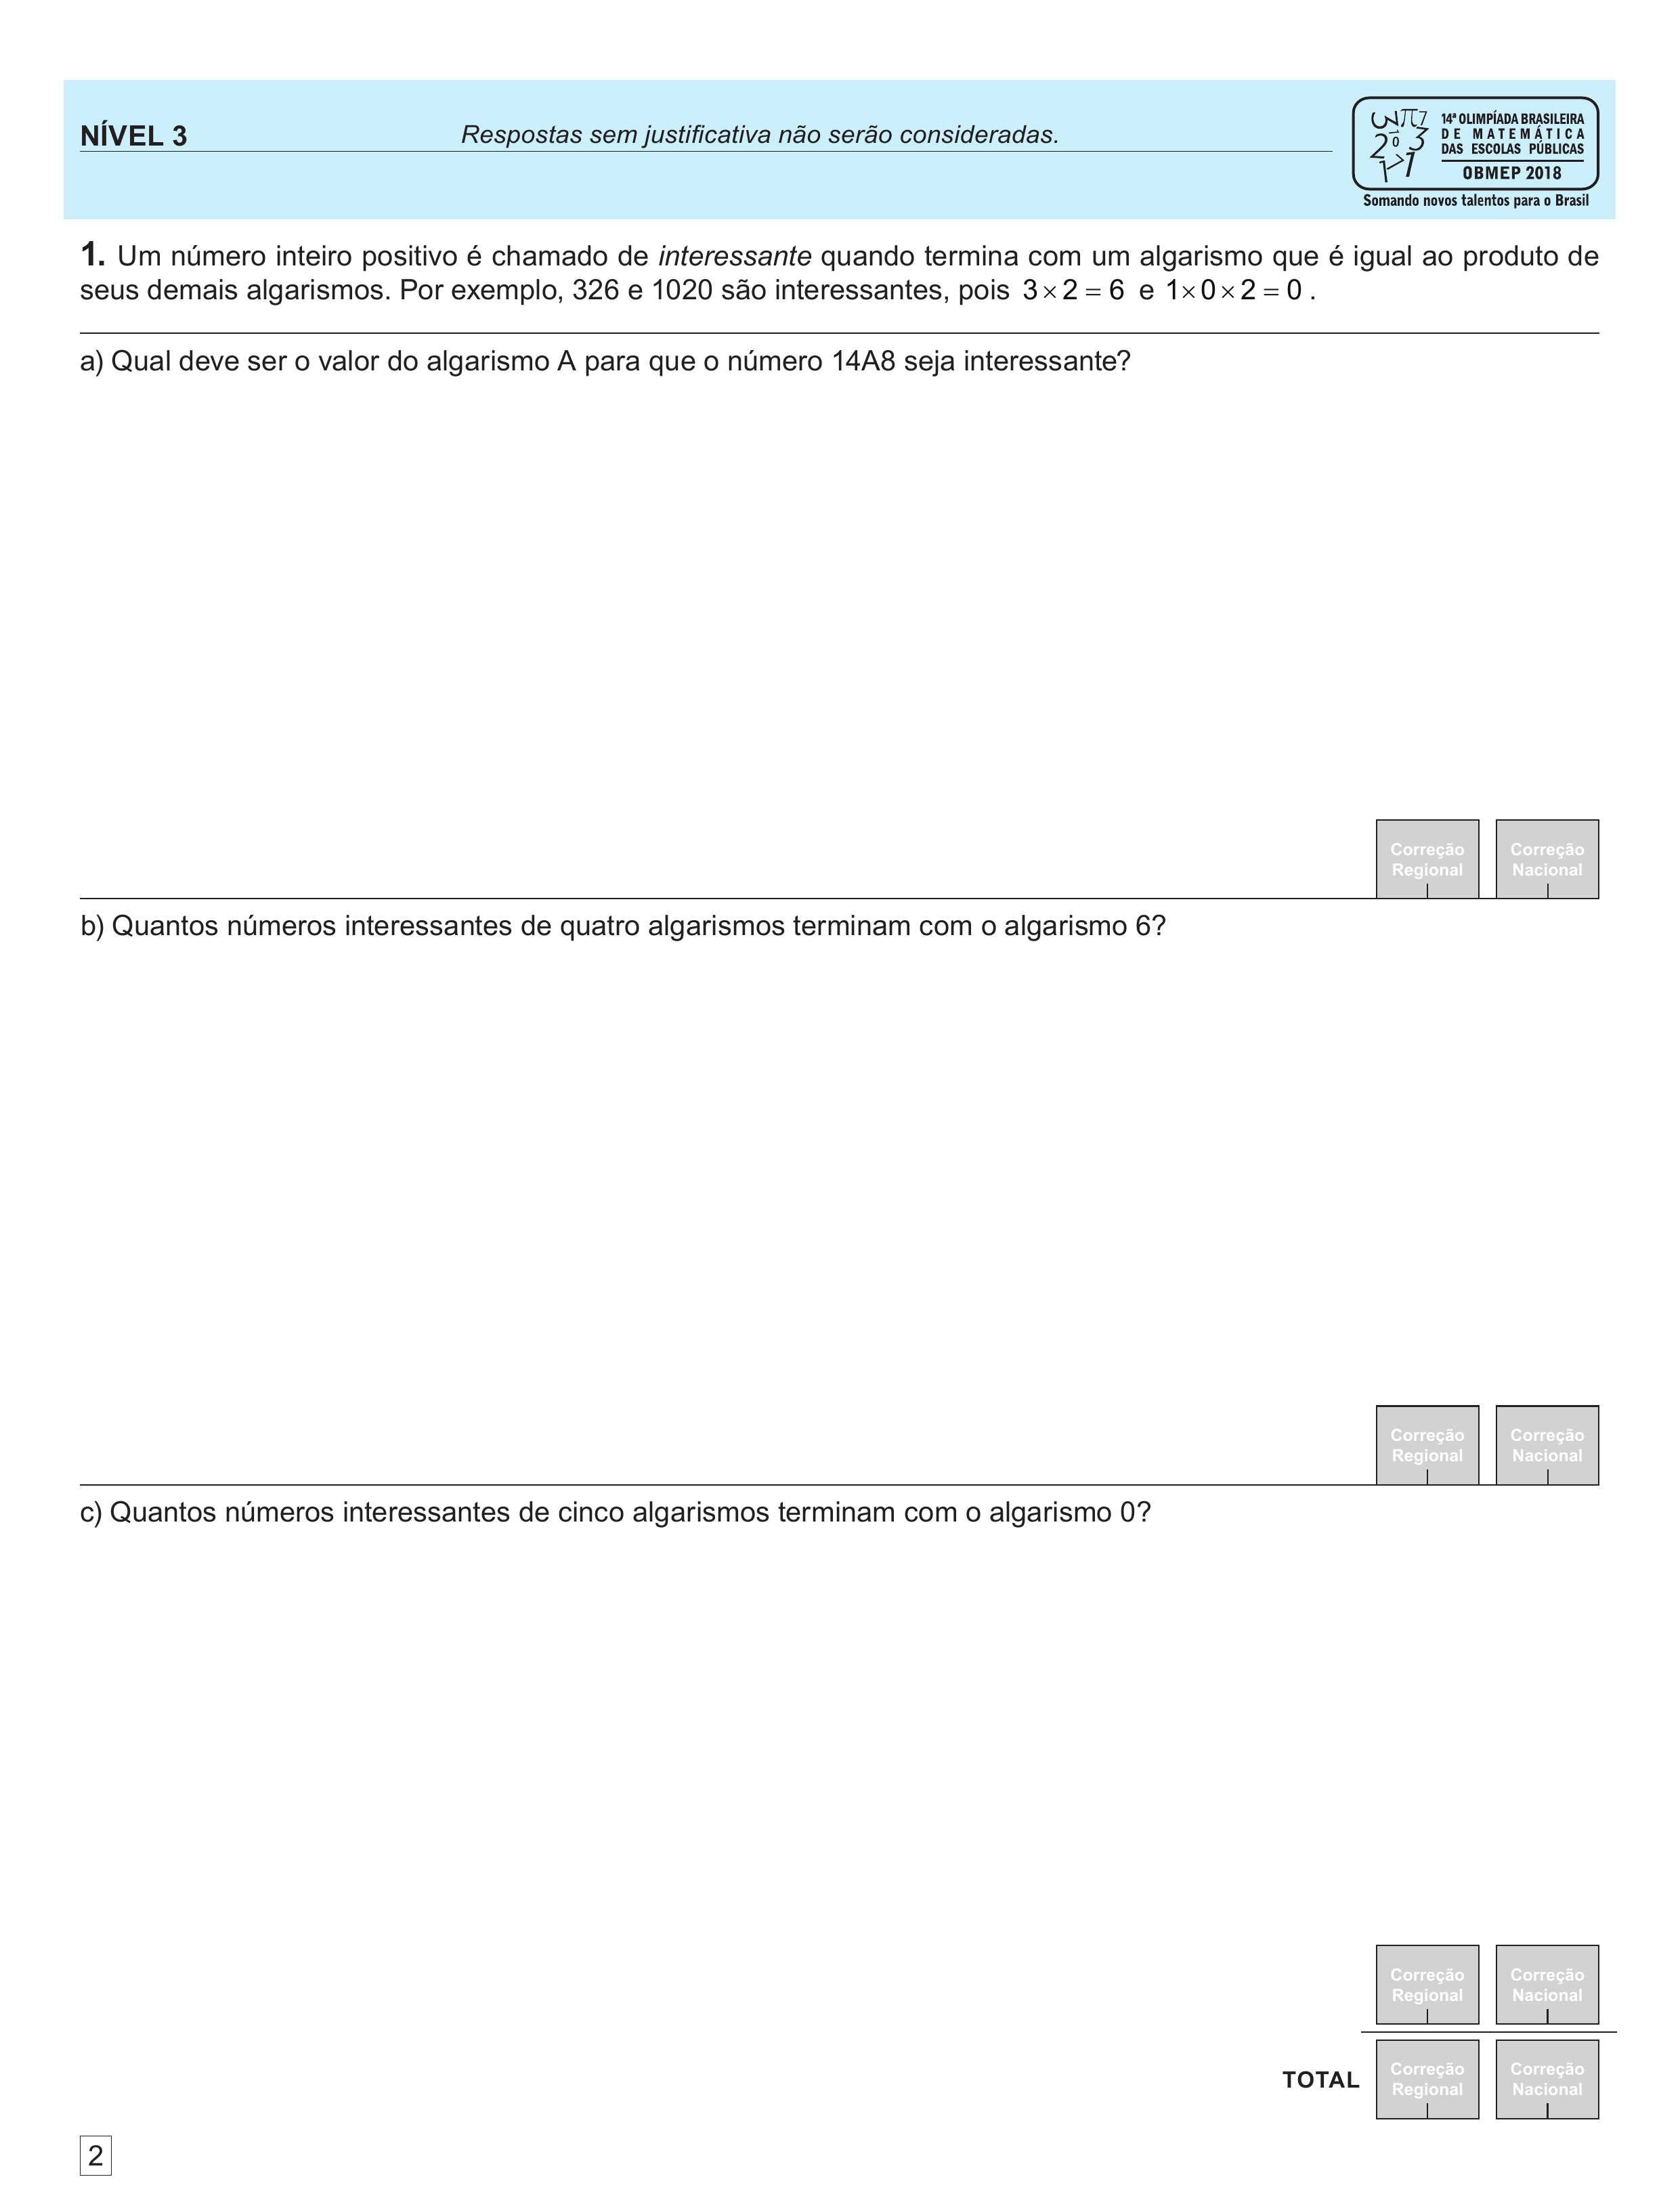 NÍVEL 3
Respostas sem justificativa não serão consideradas.
14ª OLIMPÍADA BRASILEIRA
DE MATEMÁTICA
DAS ESCOLAS PÚBLICAS
OBMEP 2018
Somando novos talentos para o Brasil
1. Um número inteiro positivo é chamado de interessante quando termina com um algarismo que é igual ao produto de
seus demais algarismos. Por exemplo, 326 e 1020 são interessantes, pois 3 × 2 = 6 e 1× 0 × 2 = 0 .
a) Qual deve ser o valor do algarismo A para que o número 14A8 seja interessante?
Correção Regional
Correção Nacional
b) Quantos números interessantes de quatro algarismos terminam com o algarismo 6?
Correção Regional
Correção Nacional
c) Quantos números interessantes de cinco algarismos terminam com o algarismo 0?
Correção Regional
Correção Nacional
TOTAL
Correção Regional
Correção Nacional
2